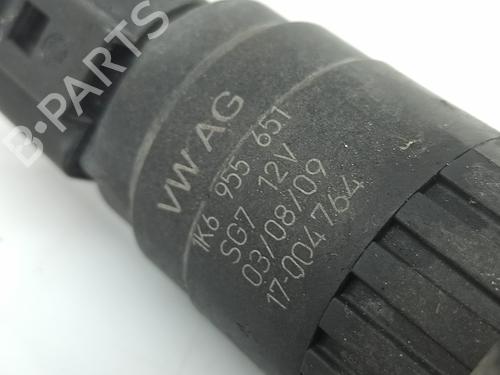 B-PARTS
VW AG
1K6 955 651
SG7 12V
03/08/09
17-004764